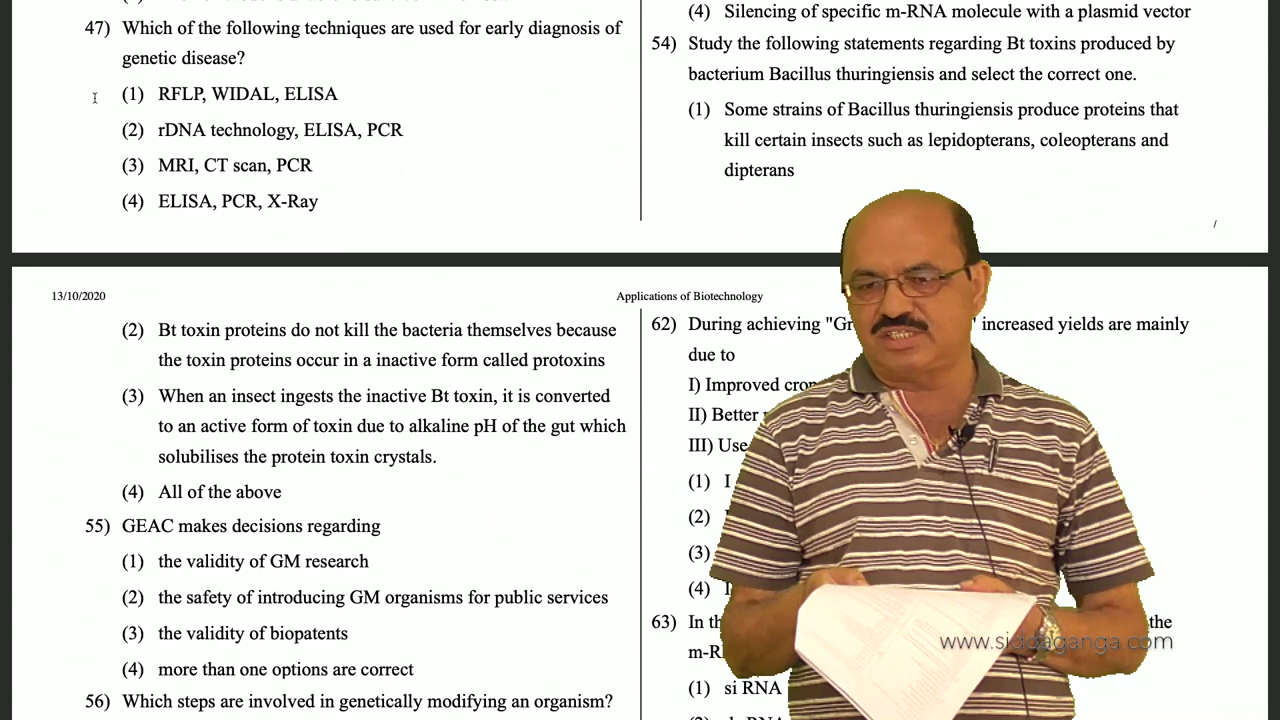 47) Which of the following techniques are used for early diagnosis of
genetic disease?
(1) RFLP, WIDAL, ELISA
(2) rDNA technology, ELISA, PCR
(3) MRI, CT scan, PCR
(4) ELISA, PCR, X-Ray
(4) Silencing of specific m-RNA molecule with a plasmid vector
54) Study the following statements regarding Bt toxins produced by
bacterium Bacillus thuringiensis and select the correct one.
(1) Some strains of Bacillus thuringiensis produce proteins that
kill certain insects such as lepidopterans, coleopterans and
dipterans
/
13/10/2020
Applications of Biotechnology
(2) Bt toxin proteins do not kill the bacteria themselves because
the toxin proteins occur in a inactive form called protoxins
(3) When an insect ingests the inactive Bt toxin, it is converted
to an active form of toxin due to alkaline pH of the gut which
solubilises the protein toxin crystals.
(4) All of the above
55) GEAC makes decisions regarding
(1) the validity of GM research
(2) the safety of introducing GM organisms for public services
(3) the validity of biopatents
(4) more than one options are correct
56) Which steps are involved in genetically modifying an organism?
62) During achieving increased yields are mainly
due to
I) Improved
II) Better
III) Use
(1) I
(2)
(3)
(4)
63) In the
(1) si RNA
www.siddaganga.com